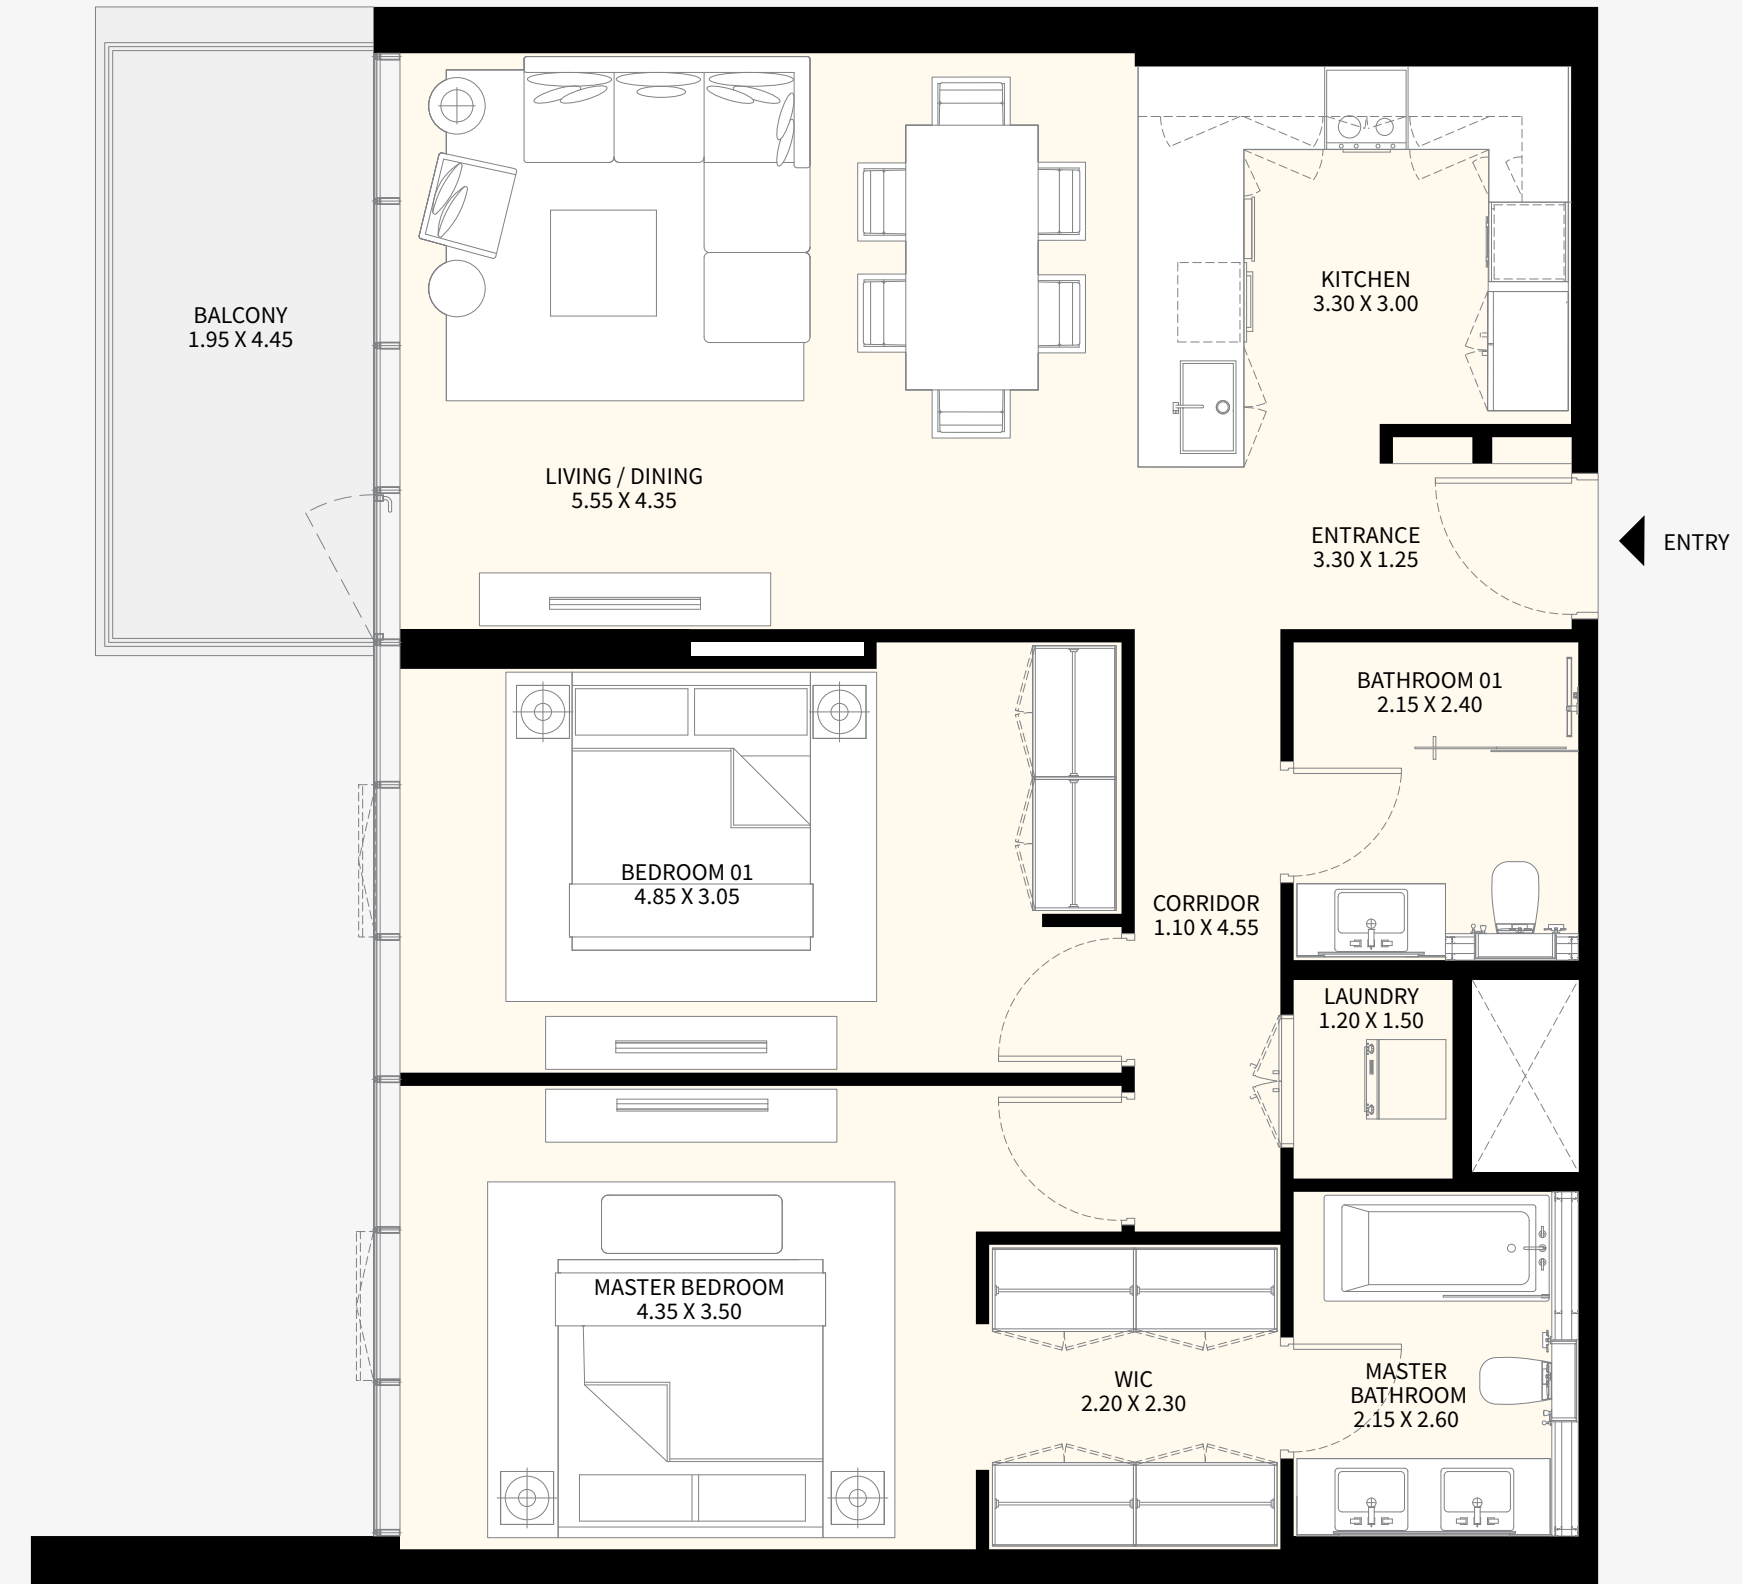 KITCHEN
3.30 X 3.00
BALCONY
1.95 X 4.45
LIVING / DINING
5.55 X 4.35
ENTRANCE
3.30 X 1.25
ENTRY
BATHROOM 01
2.15 X 2.40
BEDROOM 01
4.85 X 3.05
CORRIDOR
1.10 X 4.55
LAUNDRY
1.20 X 1.50
MASTER BEDROOM
4.35 X 3.50
WIC
2.20 X 2.30
MASTER
BATHROOM
2.15 X 2.60